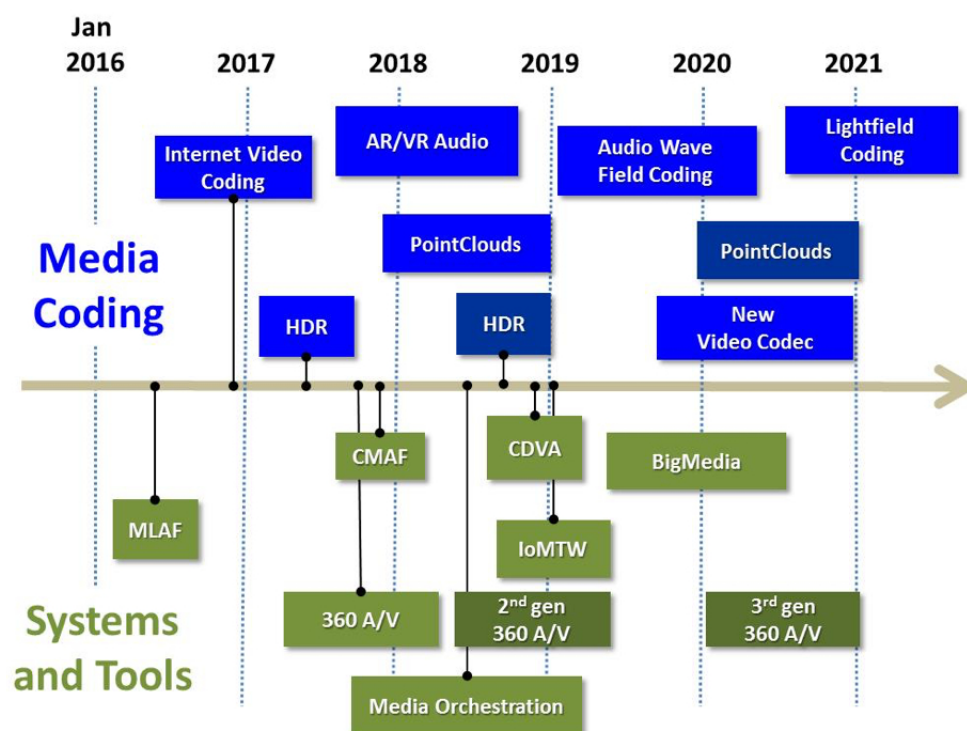 Jan
2016 2017 2018 2019 2020 2021
Internet Video
Coding
AR/VR Audio
Audio Wave
Field Coding
Lightfield
Coding
Media
Coding
PointClouds
PointClouds
HDR
HDR
New
Video Codec
CMAF
CDVA
BigMedia
MLAF
IoMTW
Systems
and Tools
360 A/V
2nd gen
360 A/V
3rd gen
360 A/V
Media Orchestration